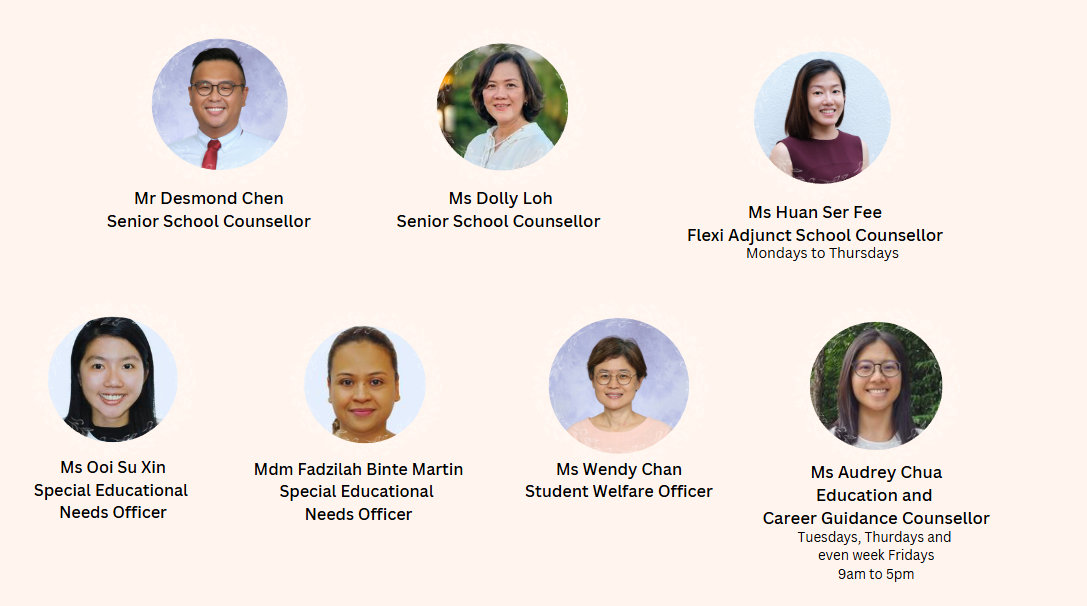 Mr Desmond Chen
Senior School Counsellor
Ms Dolly Loh
Senior School Counsellor
Ms Huan Ser Fee
Flexi Adjunct School Counsellor
Mondays to Thursdays
Ms Ooi Su Xin
Special Educational
Needs Officer
Mdm Fadzilah Binte Martin
Special Educational
Needs Officer
Ms Wendy Chan
Student Welfare Officer
Ms Audrey Chua
Education and
Career Guidance Counsellor
Tuesdays, Thurdays and
even week Fridays
9am to 5pm